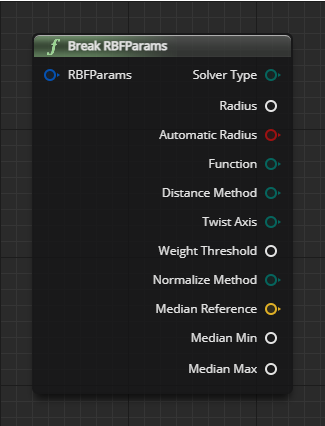 f Break RBFParams
RBFParams Solver Type
Radius
Automatic Radius
Function
Distance Method
Twist Axis
Weight Threshold
Normalize Method
Median Reference
Median Min
Median Max